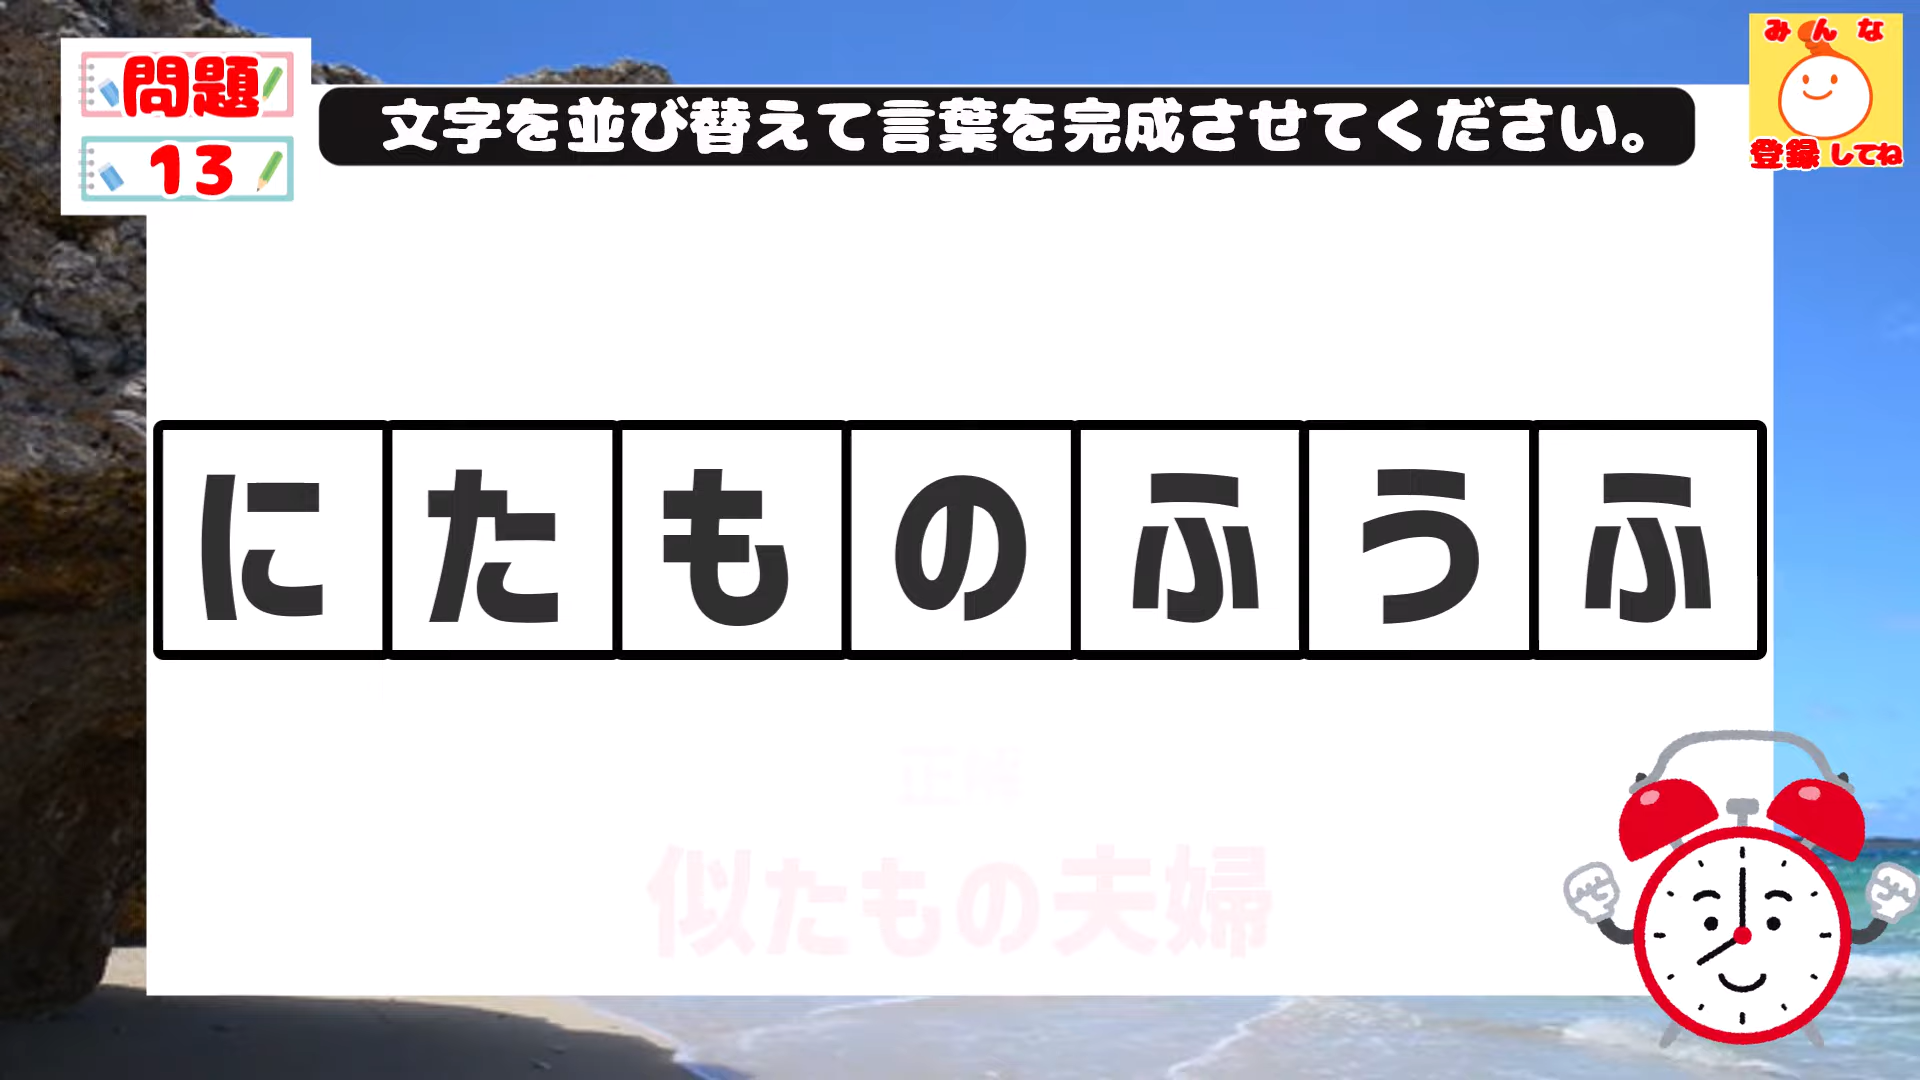 問題
13
文字を並び替えて言葉を完成させてください。
みんな
登録してね
にたものふうふ
正解
似たもの夫婦